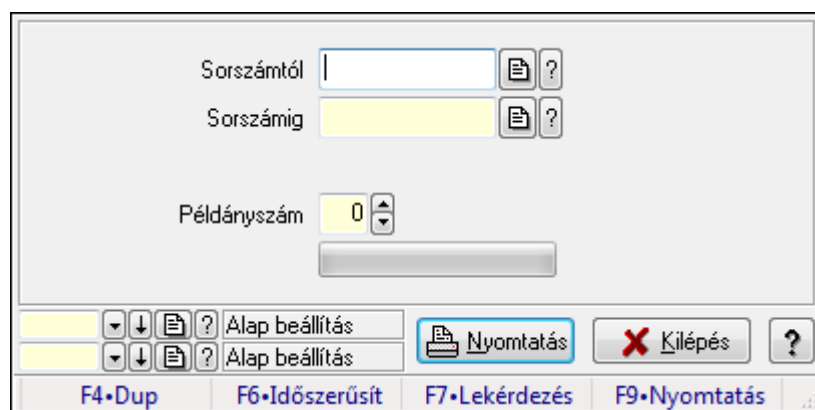 Sorszámtól ?
Sorszámig ?
Példányszám 0
? Alap beállítás
? Alap beállítás
Nyomtatás Kilépés ?
F4•Dup F6•Időszerűsít F7•Lekérdezés F9•Nyomtatás